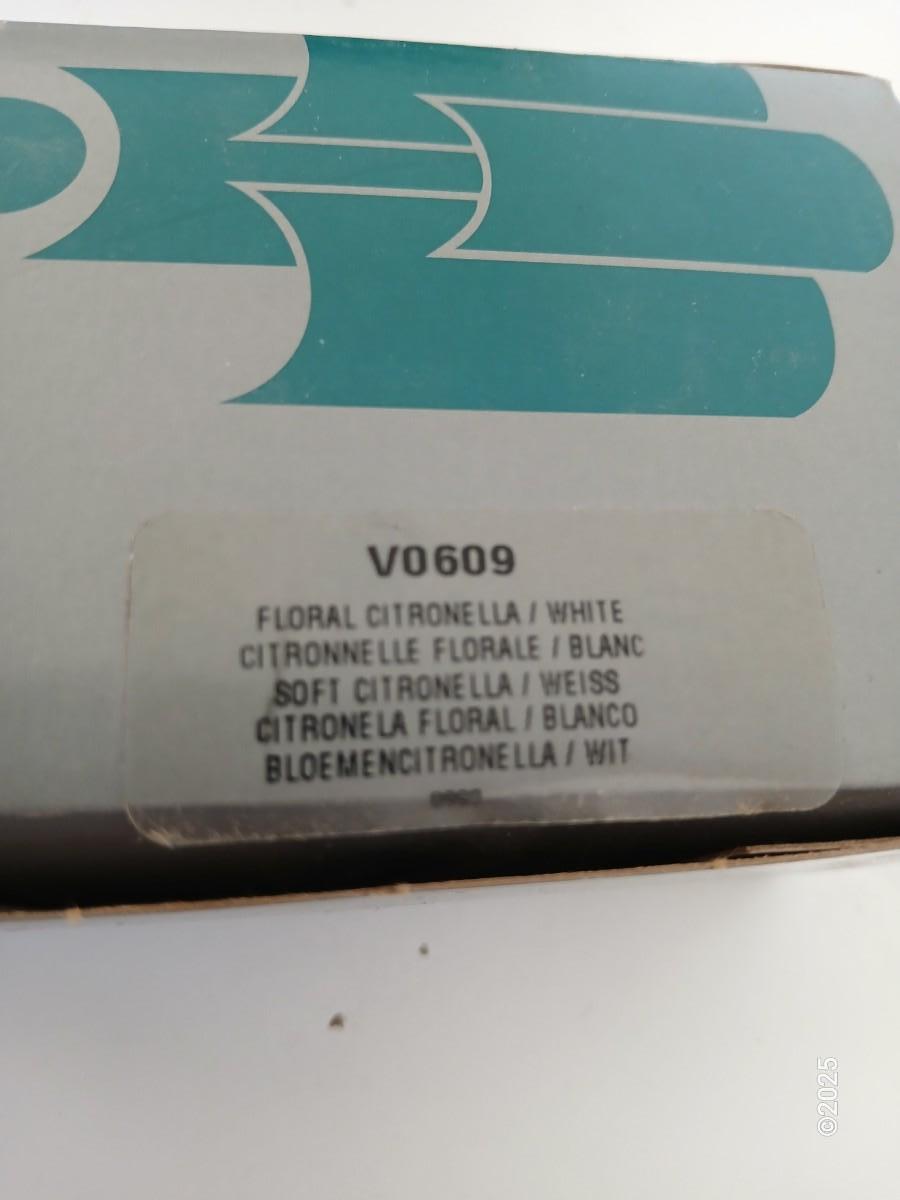 V0609
FLORAL CITRONELLA / WHITE
CITRONNELLE FLORALE / BLANC
SOFT CITRONELLA / WEISS
CITRONELA FLORAL / BLANCO
BLOEMENCITRONELLA / WIT
©2025